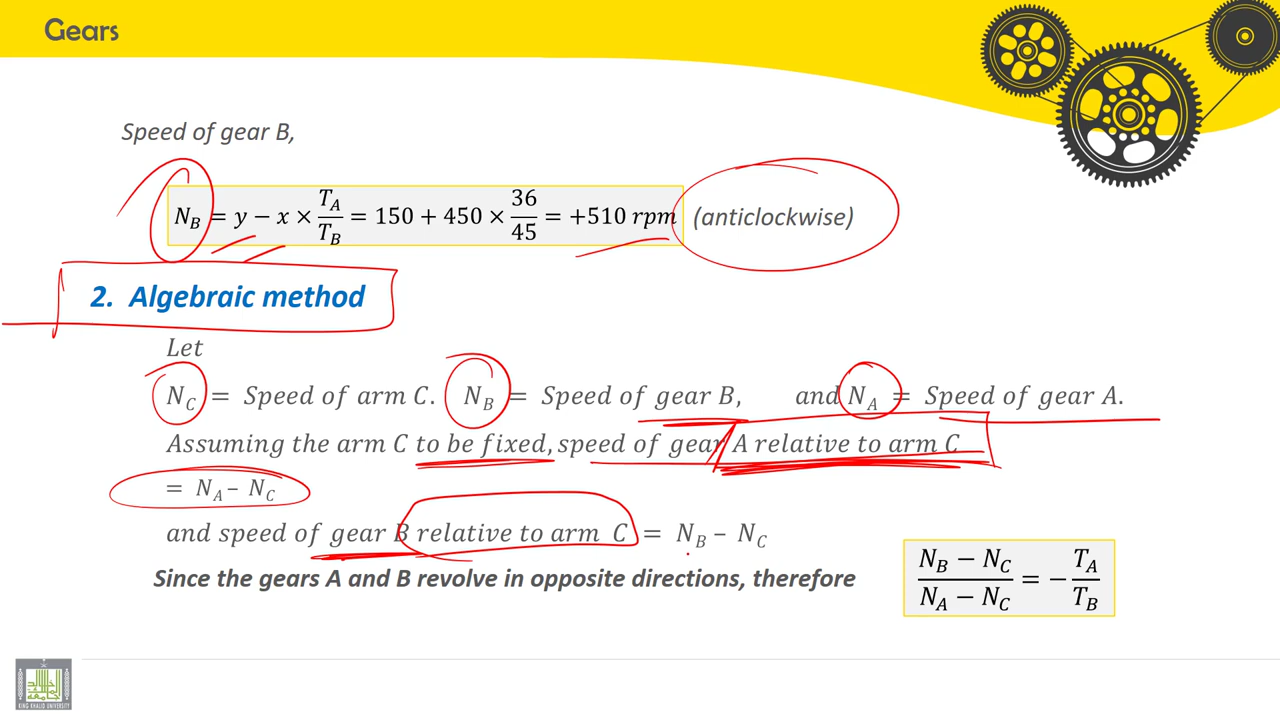 Gears
Speed of gear B,
N_B = y − x × T_A/T_B = 150 + 450 × 36/45 = +510 rpm (anticlockwise)
2. Algebraic method
Let
N_C = Speed of arm C. N_B = Speed of gear B, and N_A = Speed of gear A.
Assuming the arm C to be fixed, speed of gear A relative to arm C
= N_A – N_C
and speed of gear B relative to arm C = N_B – N_C
Since the gears A and B revolve in opposite directions, therefore
(N_B − N_C)/(N_A − N_C) = − T_A/T_B
KING KHALID UNIVERSITY